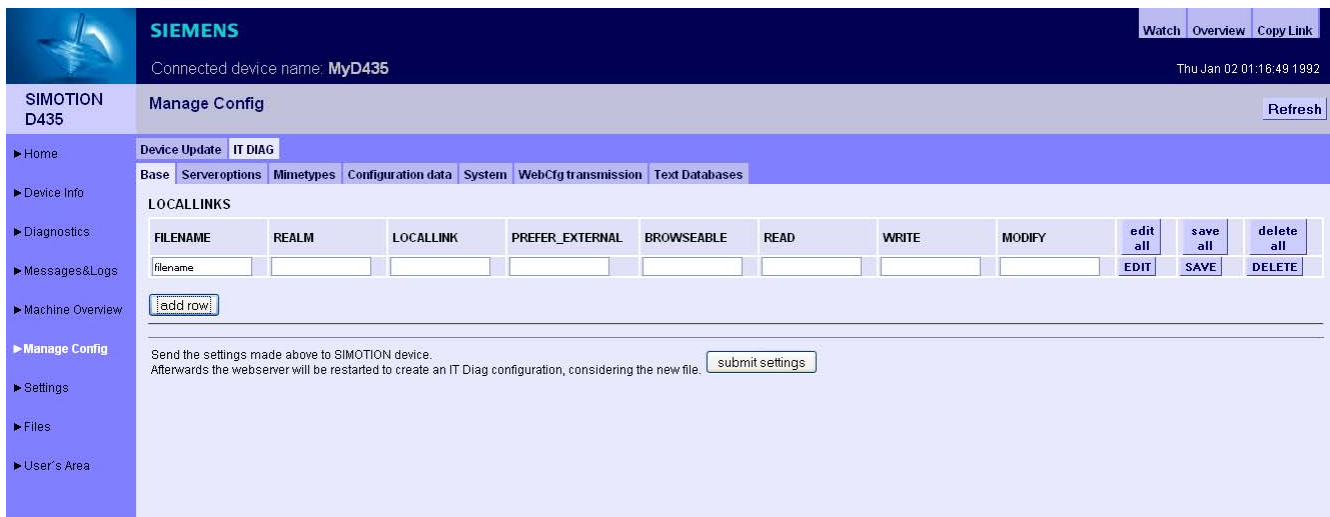 SIEMENS
Watch Overview Copy Link
Connected device name: MyD435
Thu Jan 02 01:16:49 1992
SIMOTION
D435
Manage Config
Refresh
►Home
►Device Info
►Diagnostics
►Messages&Logs
►Machine Overview
►Manage Config
►Settings
►Files
►User´s Area
Device Update IT DIAG
Base Serveroptions Mimetypes Configuration data System WebCfg transmission Text Databases
LOCALLINKS
FILENAME REALM LOCALLINK PREFER_EXTERNAL BROWSEABLE READ WRITE MODIFY edit all save all delete all
filename EDIT SAVE DELETE
add row
Send the settings made above to SIMOTION device.
Afterwards the webserver will be restarted to create an IT Diag configuration, considering the new file. submit settings